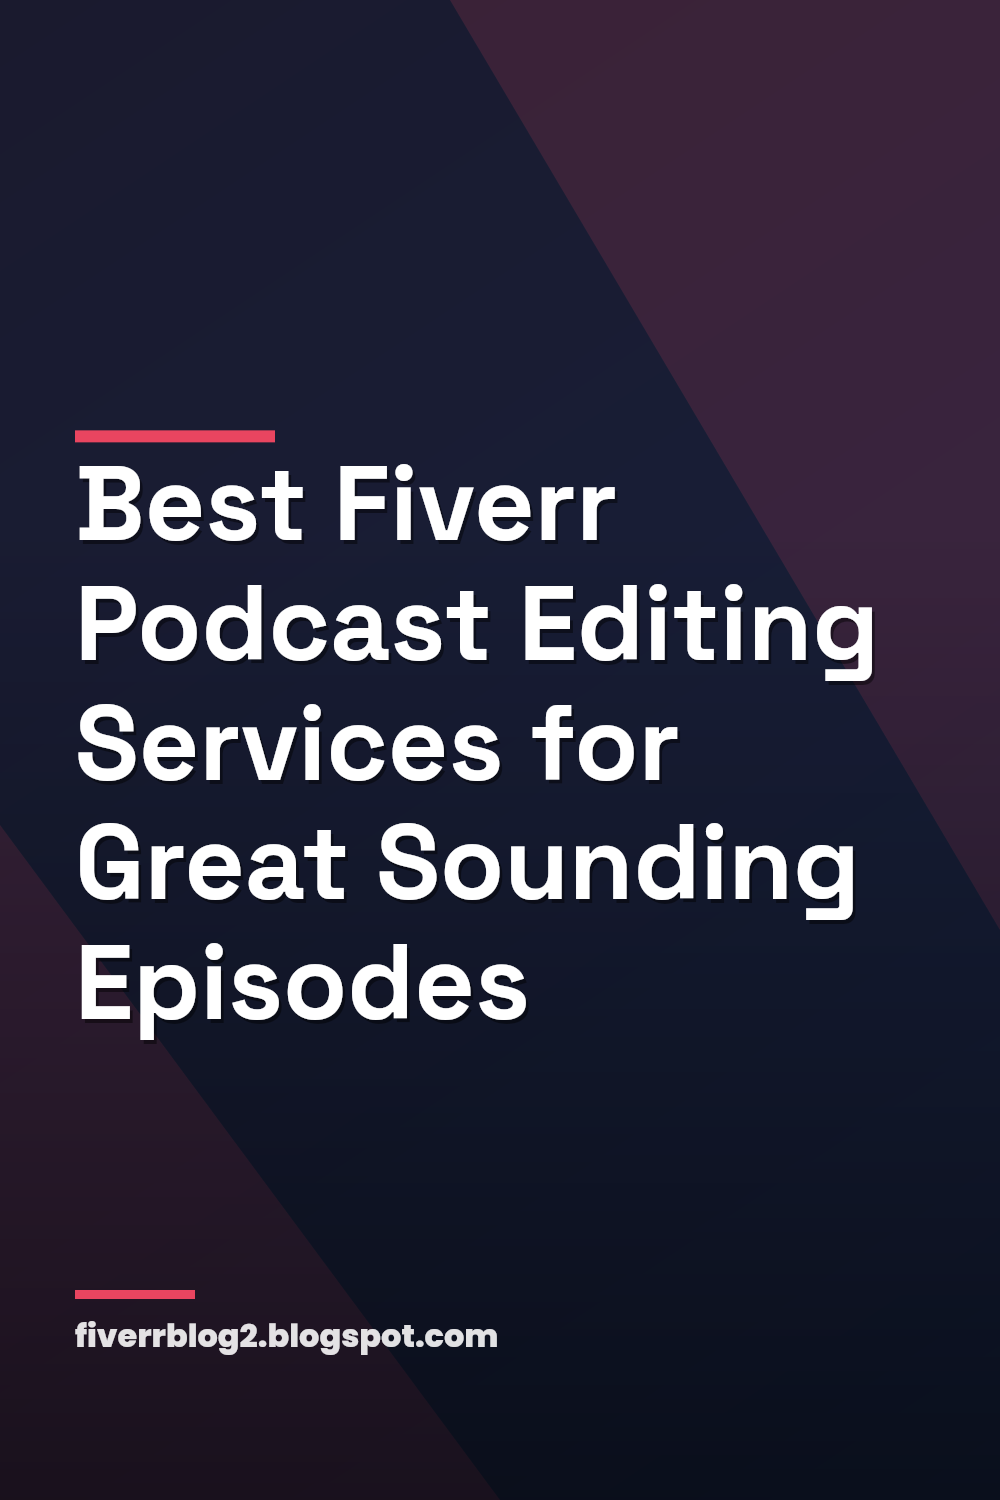 Best Fiverr
Podcast Editing
Services for
Great Sounding
Episodes
fiverrblog2.blogspot.com